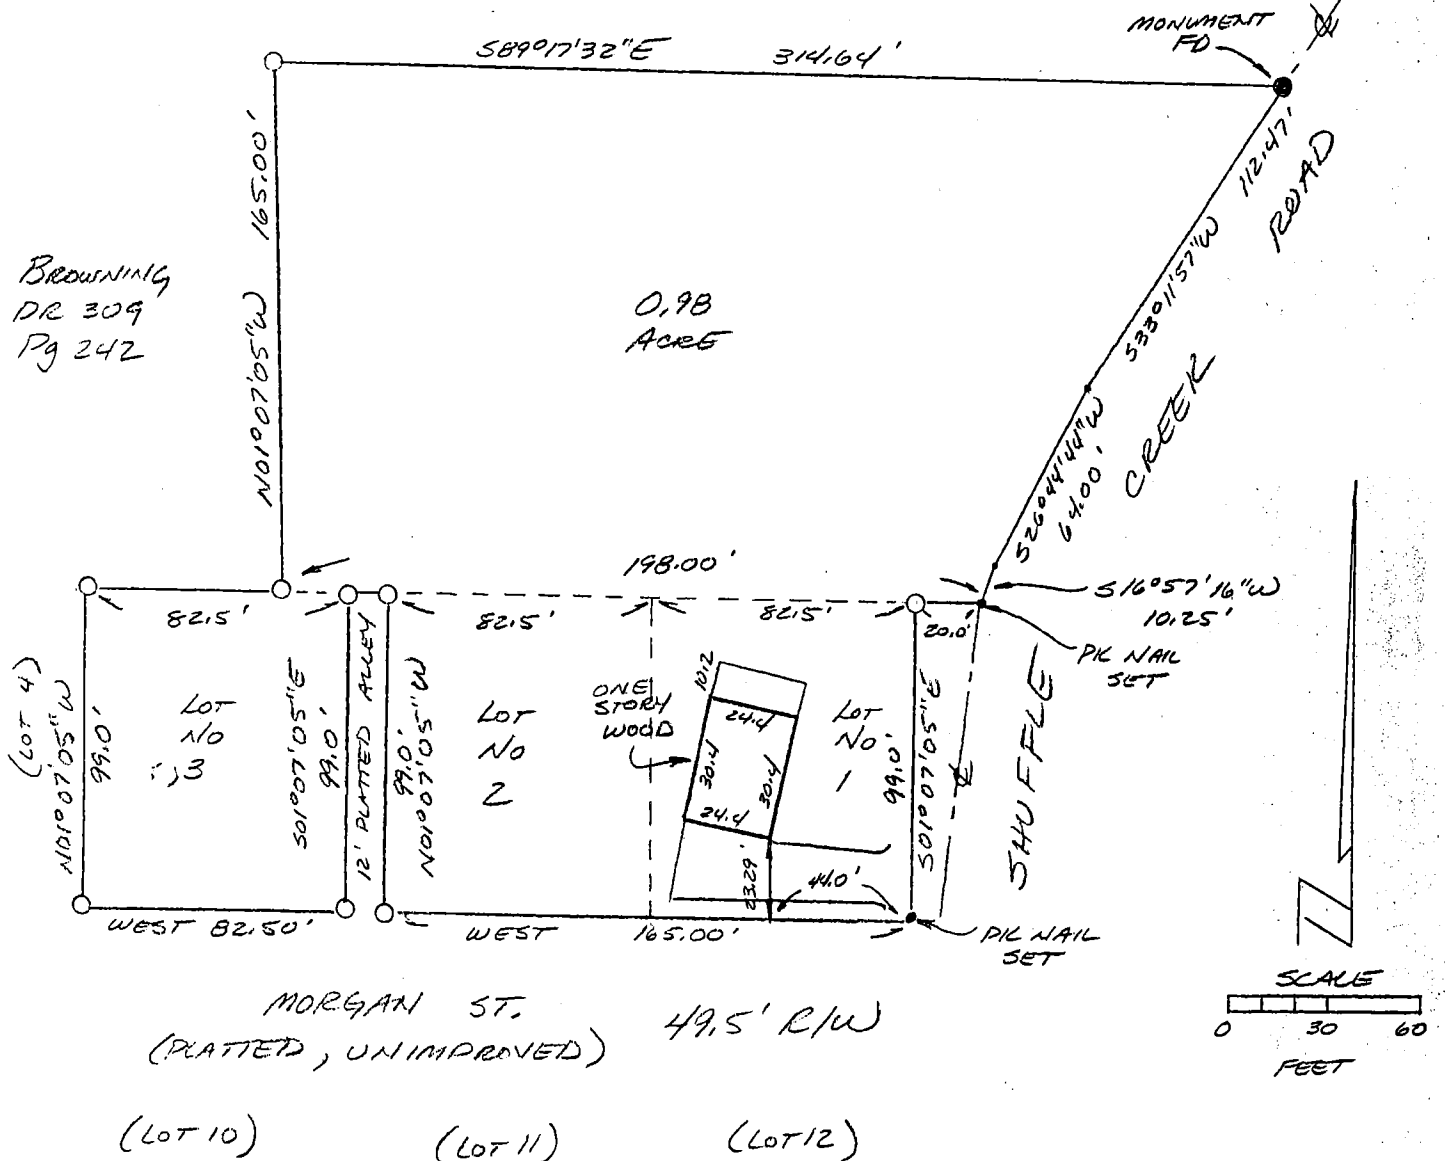 MONUMENT
FD
S89°17'32"E 314.64'
N01°07'05"W 165.00'
112.47'
S33°11'57"W
ROAD
BROWNING
DR 309
Pg 242
0.98
ACRE
CREEK
S26°44'44"W
64.00'
198.00'
S16°57'16"W
10.25'
PK NAIL
SET
82.5'
82.5'
82.5'
20.0'
(LOT 4)
N01°07'05"W
99.0'
LOT
NO
3
S01°07'05"E
99.0'
12' PLATTED ALLEY
99.0'
N01°07'05"W
LOT
NO
2
ONE
STORY
WOOD
10.2
24.4
30.4
30.4
24.4
LOT
NO
1
99.0'
S01°07'05"E
SHUFFLE
23.29'
44.0'
WEST 82.50'
WEST 165.00'
PK NAIL
SET
MORGAN ST.
(PLATTED, UNIMPROVED)
49.5' R/W
SCALE
0 30 60
FEET
(LOT 10)
(LOT 11)
(LOT 12)